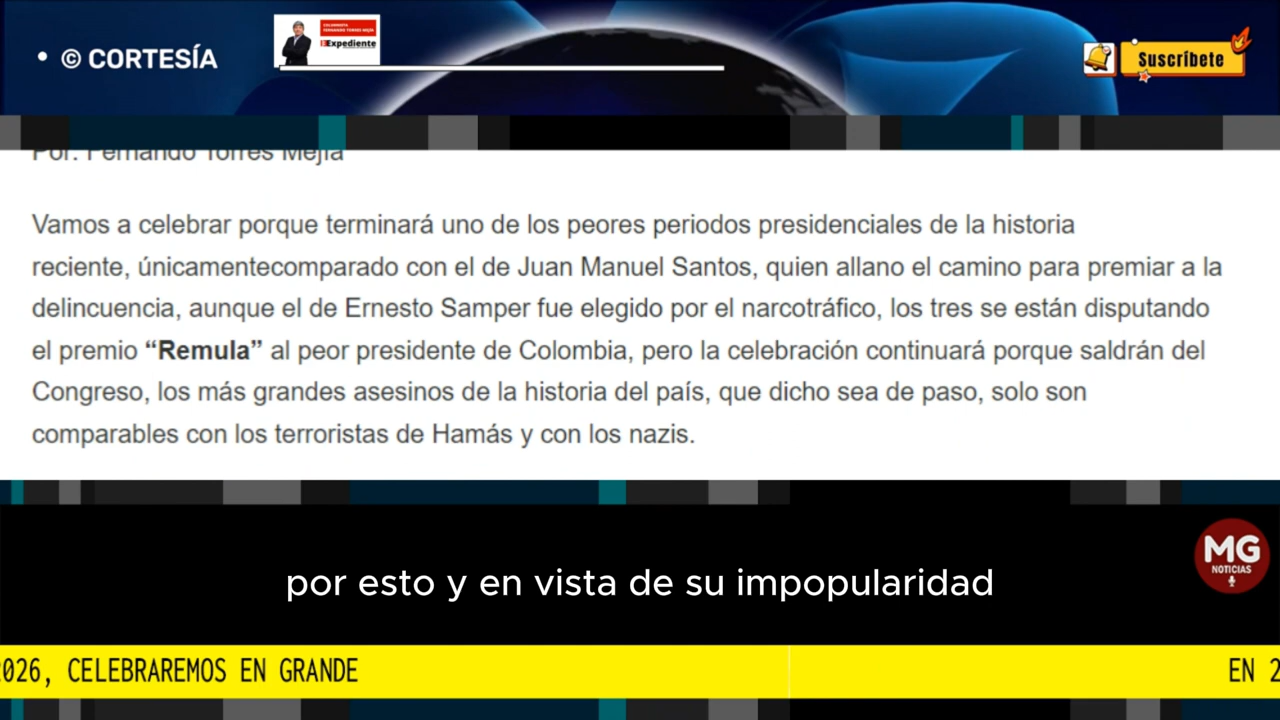 • © CORTESÍA
COLUMNISTA
FERNANDO TORRES MEJÍA
Expediente
Suscríbete
Por: Fernando Torres Mejía
Vamos a celebrar porque terminará uno de los peores periodos presidenciales de la historia
reciente, únicamentecomparado con el de Juan Manuel Santos, quien allano el camino para premiar a la
delincuencia, aunque el de Ernesto Samper fue elegido por el narcotráfico, los tres se están disputando
el premio “Remula” al peor presidente de Colombia, pero la celebración continuará porque saldrán del
Congreso, los más grandes asesinos de la historia del país, que dicho sea de paso, solo son
comparables con los terroristas de Hamás y con los nazis.
MG
NOTICIAS
por esto y en vista de su impopularidad
2026, CELEBRAREMOS EN GRANDE
EN 2